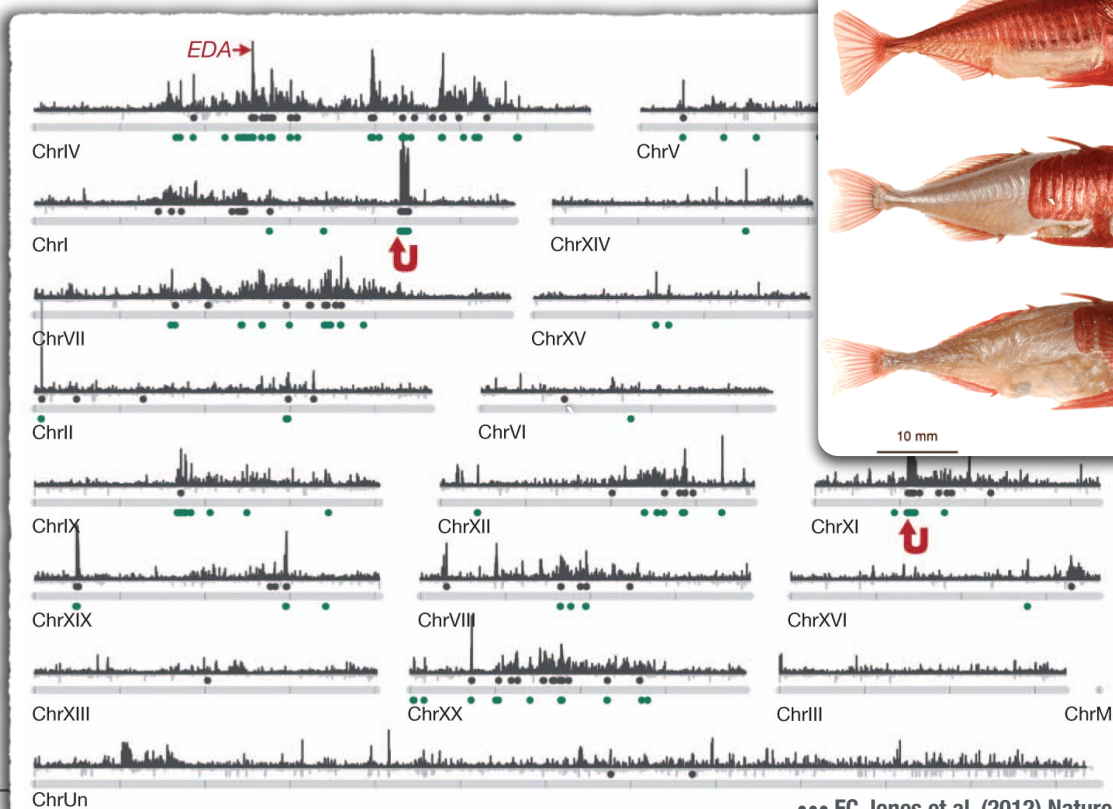 EDA
ChrIV
ChrV
ChrI
ChrXIV
ChrVII
ChrXV
ChrII
ChrVI
10 mm
ChrIX
ChrXII
ChrXI
ChrXIX
ChrVIII
ChrXVI
ChrXIII
ChrXX
ChrIII
ChrM
ChrUn
••• FC Jones et al. (2012) Nature